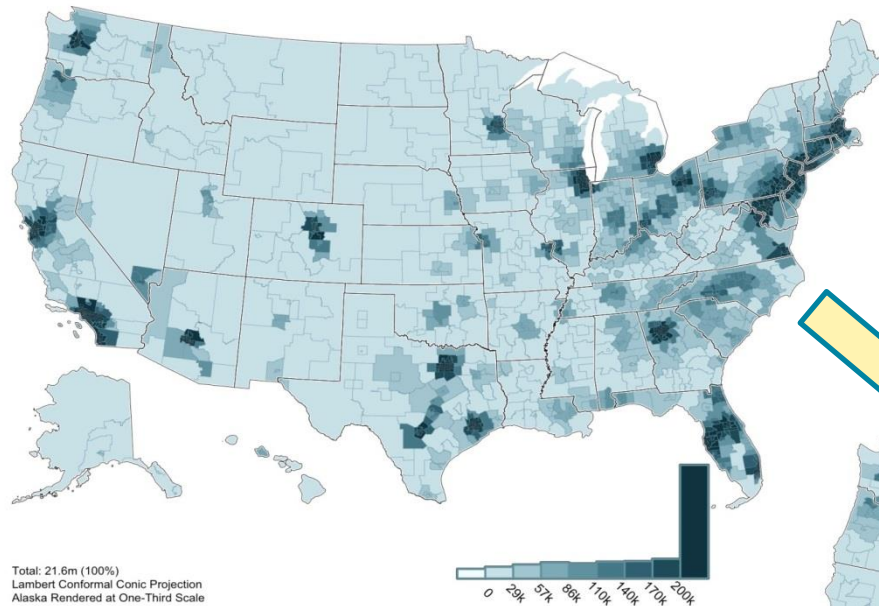 0 29k 57k 86k 110k 140k 170k 200k
Total: 21.6m (100%)
Lambert Conformal Conic Projection
Alaska Rendered at One-Third Scale